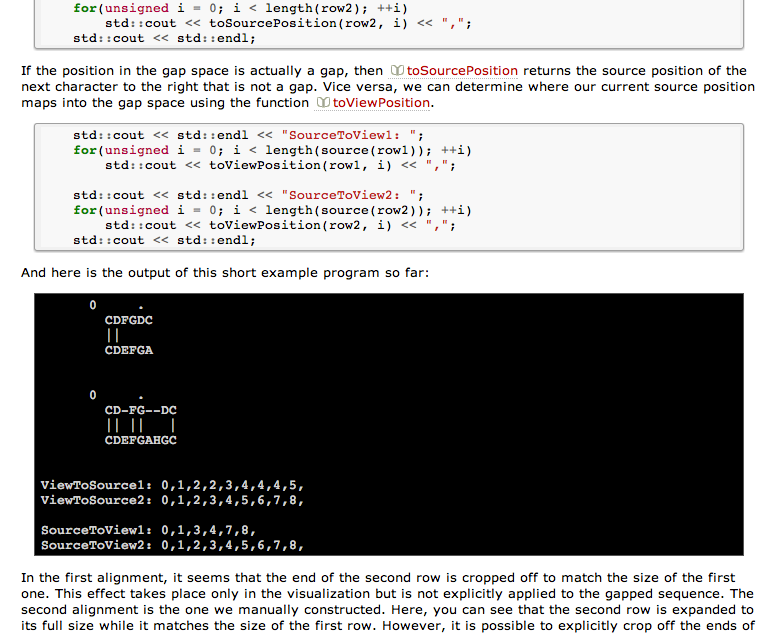 for(unsigned i = 0; i < length(row2); ++i)
std::cout << toSourcePosition(row2, i) << ",";
std::cout << std::endl;
If the position in the gap space is actually a gap, then toSourcePosition returns the source position of the
next character to the right that is not a gap. Vice versa, we can determine where our current source position
maps into the gap space using the function toViewPosition.
std::cout << std::endl << "SourceToView1: ";
for(unsigned i = 0; i < length(source(row1)); ++i)
std::cout << toViewPosition(row1, i) << ",";
std::cout << std::endl << "SourceToView2: ";
for(unsigned i = 0; i < length(source(row2)); ++i)
std::cout << toViewPosition(row2, i) << ",";
std::cout << std::endl;
And here is the output of this short example program so far:
0 .
CDFGDC
||
CDEFGA
0 .
CD-FG--DC
|| || |
CDEFGAHGC
ViewToSource1: 0,1,2,2,3,4,4,4,5,
ViewToSource2: 0,1,2,3,4,5,6,7,8,
SourceToView1: 0,1,3,4,7,8,
SourceToView2: 0,1,2,3,4,5,6,7,8,
In the first alignment, it seems that the end of the second row is cropped off to match the size of the first
one. This effect takes place only in the visualization but is not explicitly applied to the gapped sequence. The
second alignment is the one we manually constructed. Here, you can see that the second row is expanded to
its full size while it matches the size of the first row. However, it is possible to explicitly crop off the ends of